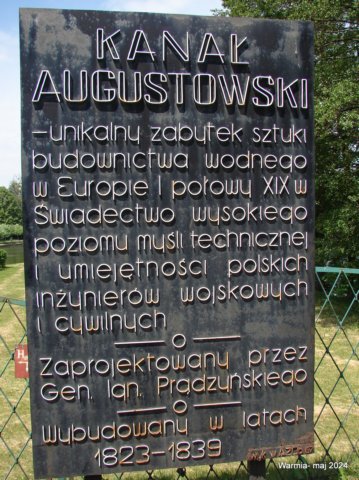 KANAŁ
AUGUSTOWSKI
-unikalny zabytek sztuki
budownictwa wodnego
w Europie I połowy XIX w
Świadectwo wysokiego
poziomu myśli technicznej
i umiejętności polskich
inżynierów wojskowych
i cywilnych
— o —
Zaprojektowany przez
Gen. Ign. Prądzyńskiego
— o —
wybudowany w latach
1823-1839
Warmia- maj 2024